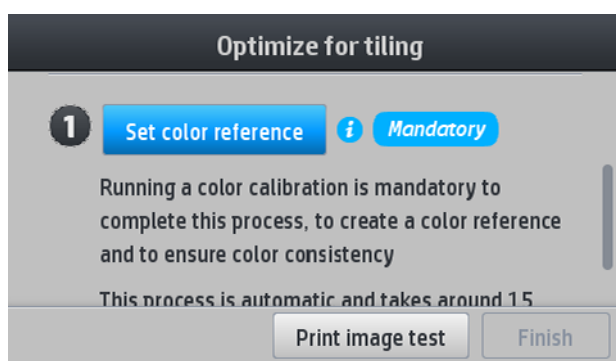 Optimize for tiling
1 Set color reference i Mandatory
Running a color calibration is mandatory to
complete this process, to create a color reference
and to ensure color consistency
This process is automatic and takes around 15
Print image test Finish